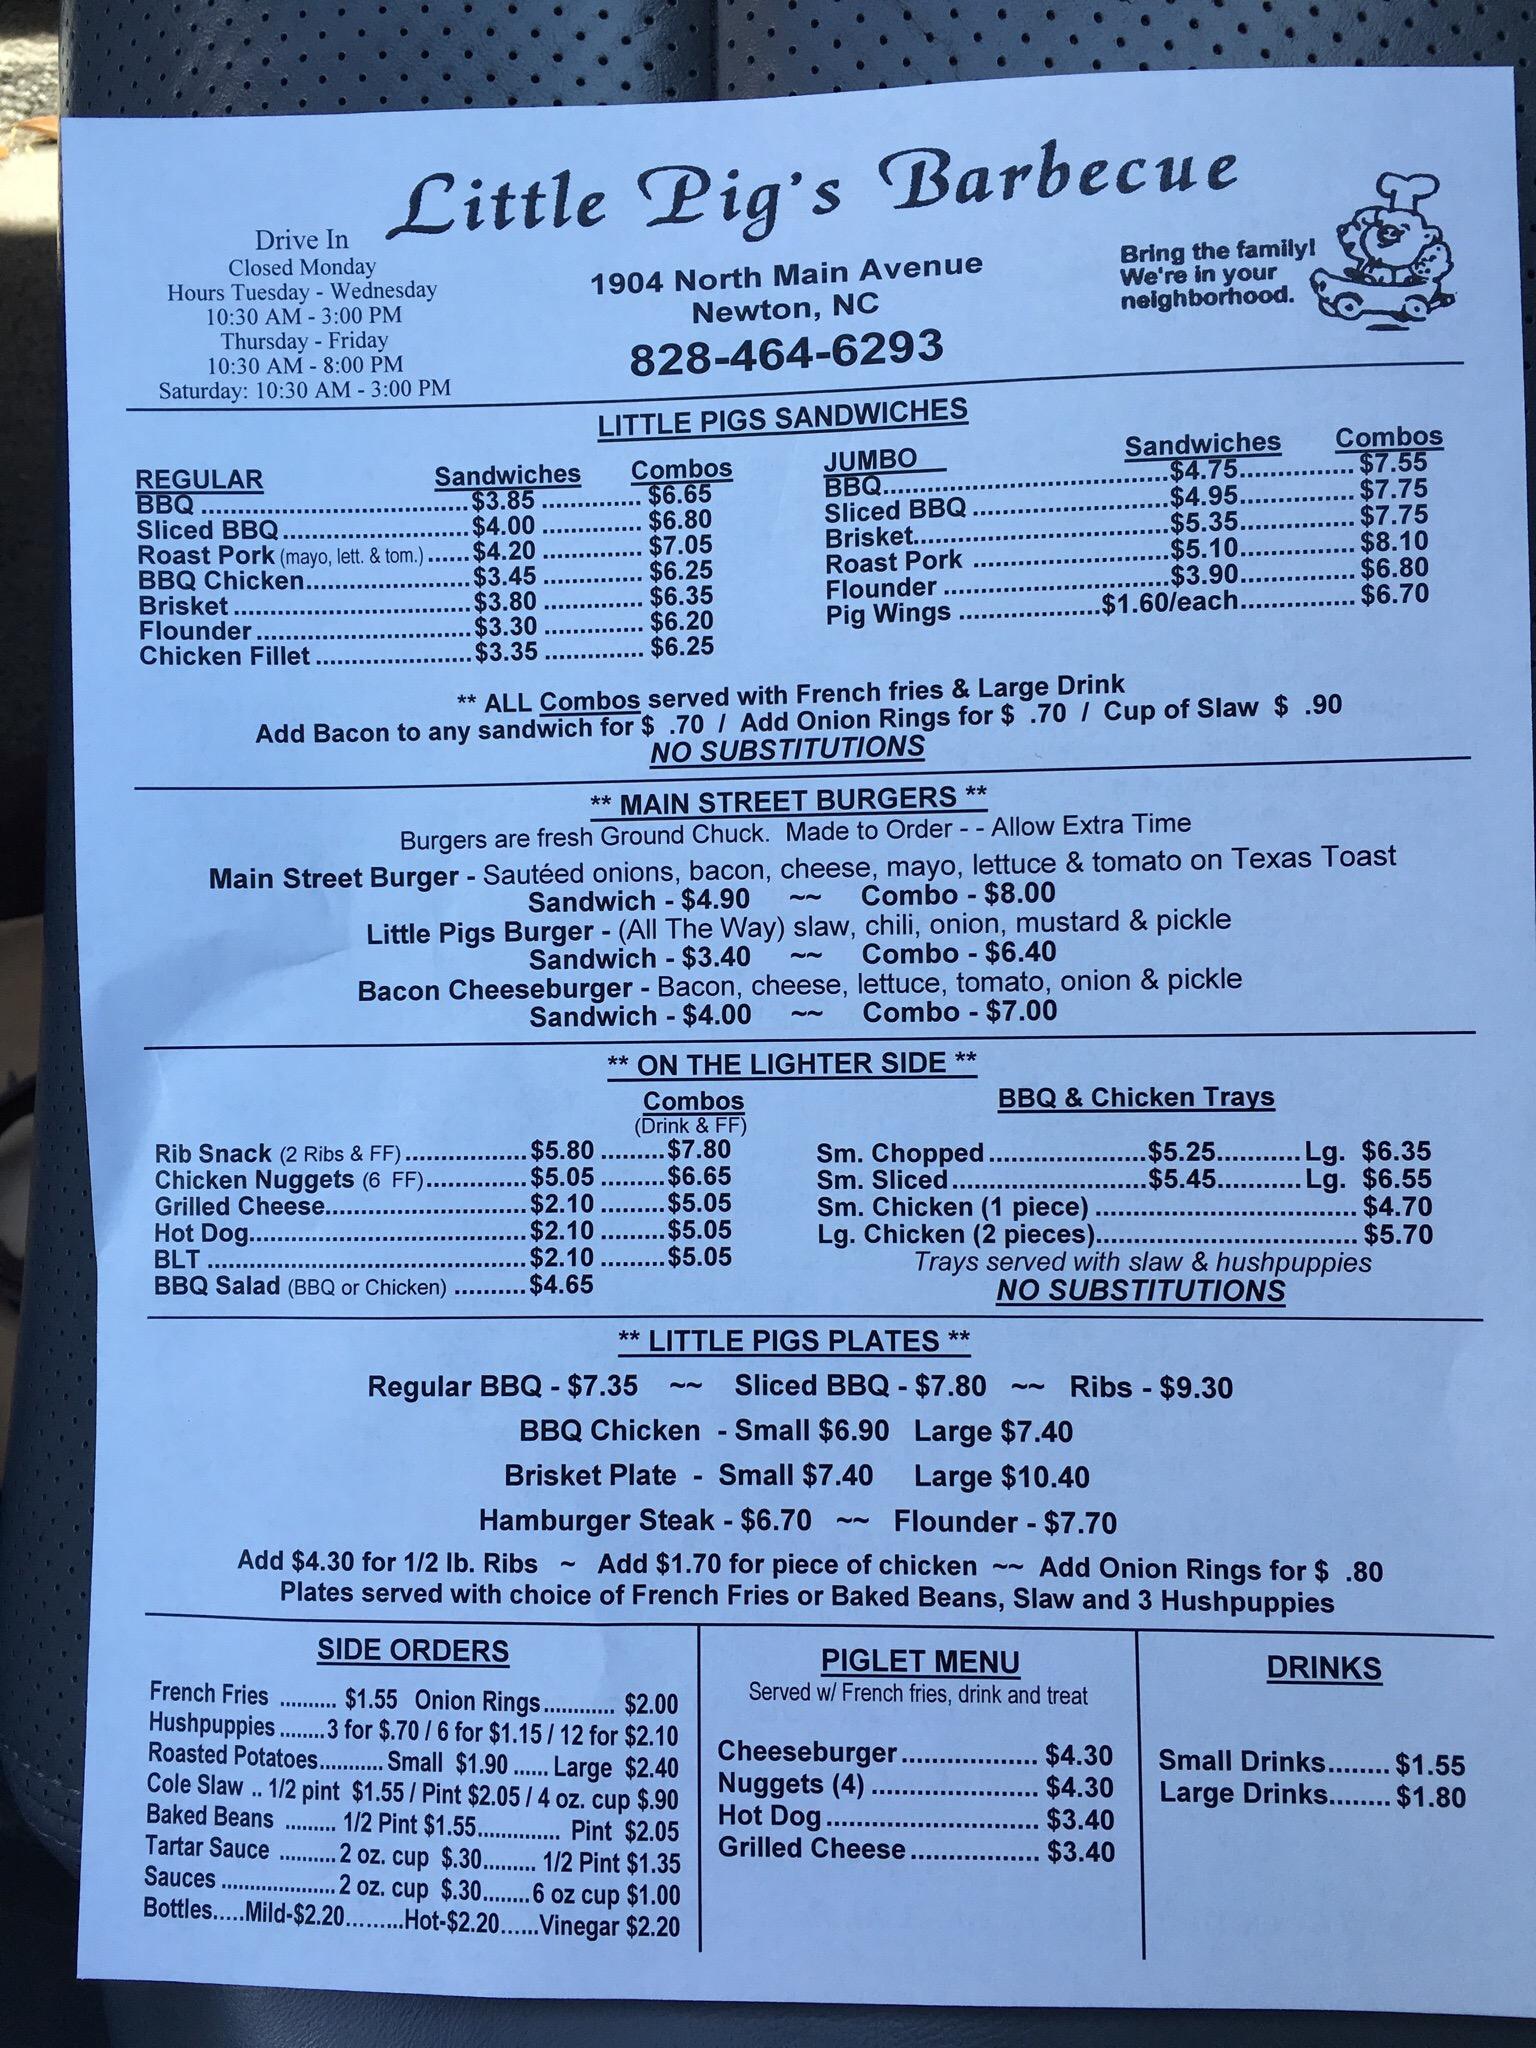 Little Pig's Barbecue
Drive In
Closed Monday
Hours Tuesday - Wednesday
10:30 AM - 3:00 PM
Thursday - Friday
10:30 AM - 8:00 PM
Saturday: 10:30 AM - 3:00 PM
1904 North Main Avenue
Newton, NC
828-464-6293
Bring the family!
We're in your
neighborhood.
LITTLE PIGS SANDWICHES
REGULAR Sandwiches Combos
BBQ $3.85 $6.65
Sliced BBQ $4.00 $6.80
Roast Pork (mayo, lett. & tom.) $4.20 $7.05
BBQ Chicken $3.45 $6.25
Brisket $3.80 $6.35
Flounder $3.30 $6.20
Chicken Fillet $3.35 $6.25
JUMBO Sandwiches Combos
BBQ $4.75 $7.55
Sliced BBQ $4.95 $7.75
Brisket $5.35 $7.75
Roast Pork $5.10 $8.10
Flounder $3.90 $6.80
Pig Wings $1.60/each $6.70
** ALL Combos served with French fries & Large Drink
Add Bacon to any sandwich for $ .70 / Add Onion Rings for $ .70 / Cup of Slaw $ .90
NO SUBSTITUTIONS
** MAIN STREET BURGERS **
Burgers are fresh Ground Chuck. Made to Order - - Allow Extra Time
Main Street Burger - Sautéed onions, bacon, cheese, mayo, lettuce & tomato on Texas Toast
Sandwich - $4.90 ~~ Combo - $8.00
Little Pigs Burger - (All The Way) slaw, chili, onion, mustard & pickle
Sandwich - $3.40 ~~ Combo - $6.40
Bacon Cheeseburger - Bacon, cheese, lettuce, tomato, onion & pickle
Sandwich - $4.00 ~~ Combo - $7.00
** ON THE LIGHTER SIDE **
Combos
(Drink & FF)
Rib Snack (2 Ribs & FF) $5.80 $7.80
Chicken Nuggets (6 FF) $5.05 $6.65
Grilled Cheese $2.10 $5.05
Hot Dog $2.10 $5.05
BLT $2.10 $5.05
BBQ Salad (BBQ or Chicken) $4.65
BBQ & Chicken Trays
Sm. Chopped $5.25 Lg. $6.35
Sm. Sliced $5.45 Lg. $6.55
Sm. Chicken (1 piece) $4.70
Lg. Chicken (2 pieces) $5.70
Trays served with slaw & hushpuppies
NO SUBSTITUTIONS
** LITTLE PIGS PLATES **
Regular BBQ - $7.35 ~~ Sliced BBQ - $7.80 ~~ Ribs - $9.30
BBQ Chicken - Small $6.90 Large $7.40
Brisket Plate - Small $7.40 Large $10.40
Hamburger Steak - $6.70 ~~ Flounder - $7.70
Add $4.30 for 1/2 lb. Ribs ~ Add $1.70 for piece of chicken ~~ Add Onion Rings for $ .80
Plates served with choice of French Fries or Baked Beans, Slaw and 3 Hushpuppies
SIDE ORDERS
French Fries $1.55 Onion Rings $2.00
Hushpuppies 3 for $.70 / 6 for $1.15 / 12 for $2.10
Roasted Potatoes Small $1.90 Large $2.40
Cole Slaw .. 1/2 pint $1.55 / Pint $2.05 / 4 oz. cup $.90
Baked Beans 1/2 Pint $1.55 Pint $2.05
Tartar Sauce 2 oz. cup $.30 1/2 Pint $1.35
Sauces 2 oz. cup $.30 6 oz cup $1.00
Bottles Mild-$2.20 Hot-$2.20 Vinegar $2.20
PIGLET MENU
Served w/ French fries, drink and treat
Cheeseburger $4.30
Nuggets (4) $4.30
Hot Dog $3.40
Grilled Cheese $3.40
DRINKS
Small Drinks $1.55
Large Drinks $1.80